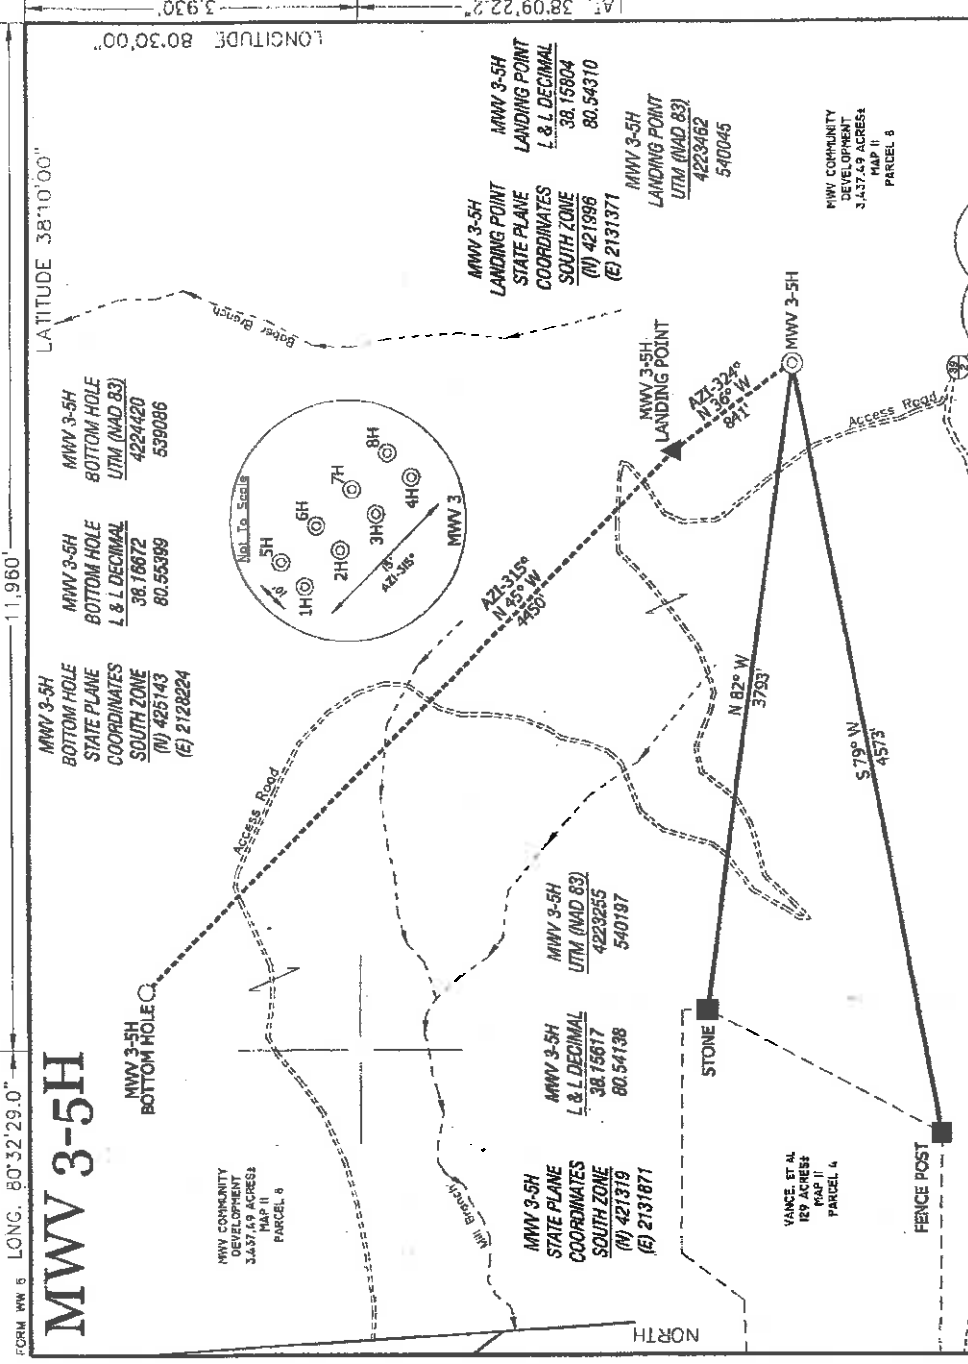 FORM WW 6
LONG. 80°32'29.0"
11,960'
LATITUDE 38°10'00"
LONGITUDE 80°30'00"
3,930'
LAT. 38°09'22.2"
MWV 3-5H
MWV 3-5H
BOTTOM HOLE
STATE PLANE
COORDINATES
SOUTH ZONE
(N) 425143
(E) 2128224
MWV 3-5H
BOTTOM HOLE
L & L DECIMAL
38.16672
80.55399
MWV 3-5H
BOTTOM HOLE
UTM (NAD 83)
4224420
539086
MWV 3-5H
LANDING POINT
STATE PLANE
COORDINATES
SOUTH ZONE
(N) 421996
(E) 2131371
MWV 3-5H
LANDING POINT
L & L DECIMAL
38.15804
80.54310
MWV 3-5H
LANDING POINT
UTM (NAD 83)
4223462
540045
MWV 3-5H
BOTTOM HOLE
Not To Scale
5H
6H
7H
8H
1H
2H
3H
4H
10'
15'
AZI-315°
MWV 3
Baber Branch
Access Road
AZI-315°
N 45° W
4450'
MWV 3-5H
LANDING POINT
AZI-324°
N 36° W
841'
MWV 3-5H
Access Road
MWV COMMUNITY
DEVELOPMENT
3,437.49 ACRES±
MAP 11
PARCEL 8
MWV COMMUNITY
DEVELOPMENT
3,437.49 ACRES±
MAP 11
PARCEL 8
Mill Branch
MWV 3-5H
STATE PLANE
COORDINATES
SOUTH ZONE
(N) 421319
(E) 2131871
MWV 3-5H
L & L DECIMAL
38.15617
80.54138
MWV 3-5H
UTM (NAD 83)
4223255
540197
N 82° W
3793'
S 79° W
4573'
STONE
FENCE POST
VANCE, ET AL
129 ACRES±
MAP 11
PARCEL 4
NORTH
39
2